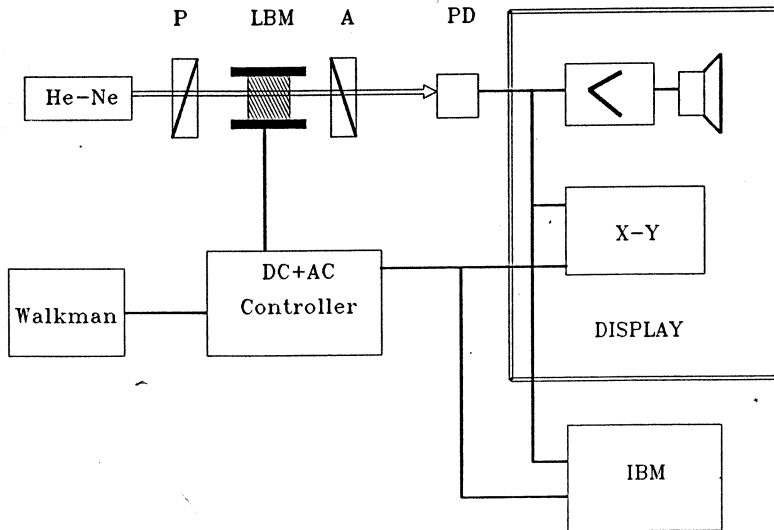 P
LBM
A
PD
He-Ne
X-Y
DC+AC
Controller
Walkman
DISPLAY
IBM